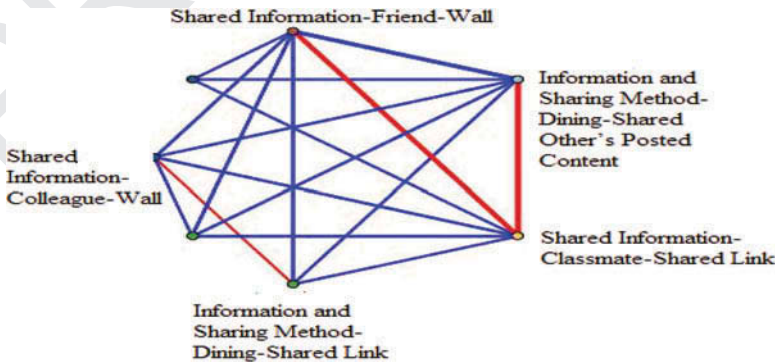 Shared Information-Friend-Wall
Information and
Sharing Method-
Dining-Shared
Other's Posted
Content
Shared
Information-
Colleague-Wall
Shared Information-
Classmate-Shared Link
Information and
Sharing Method-
Dining-Shared Link